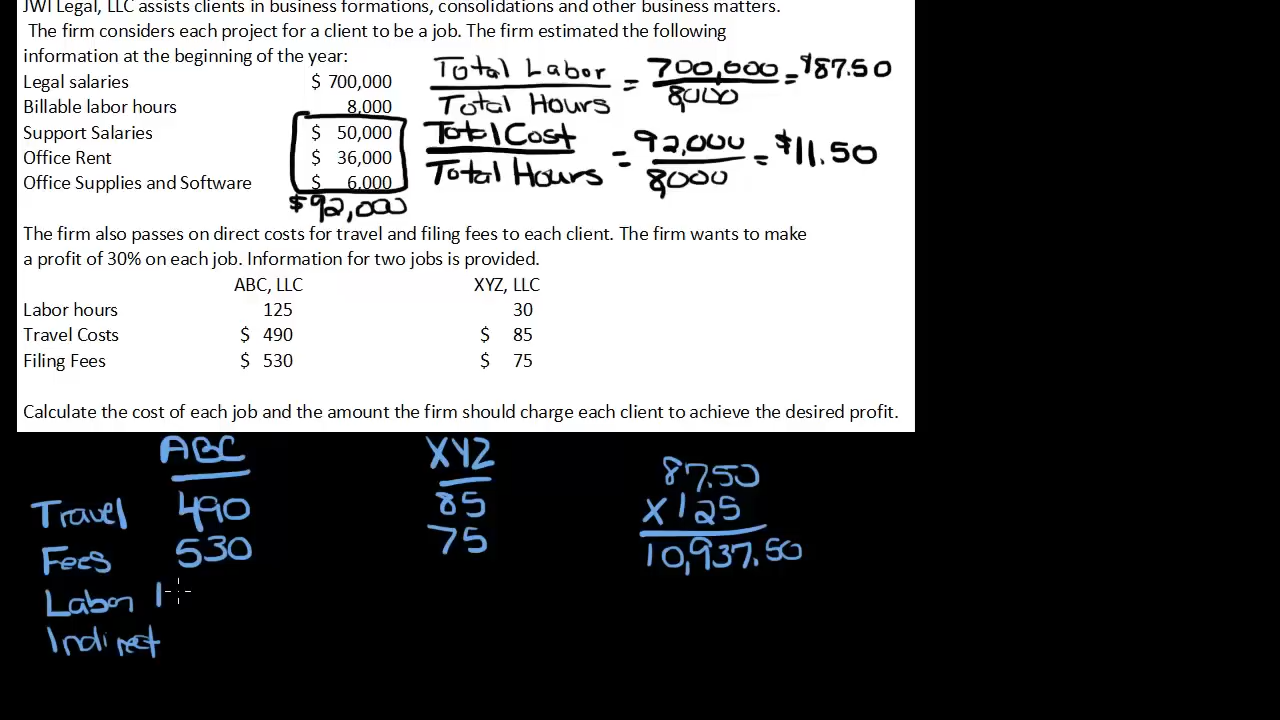 JWI Legal, LLC assists clients in business formations, consolidations and other business matters.
The firm considers each project for a client to be a job. The firm estimated the following
information at the beginning of the year:
Legal salaries $ 700,000
Billable labor hours 8,000
Support Salaries $ 50,000
Office Rent $ 36,000
Office Supplies and Software $ 6,000
$92,000
Total Labor / Total Hours = 700,000 / 8000 = $87.50
Total Cost / Total Hours = 92,000 / 8000 = $11.50
The firm also passes on direct costs for travel and filing fees to each client. The firm wants to make
a profit of 30% on each job. Information for two jobs is provided.
ABC, LLC XYZ, LLC
Labor hours 125 30
Travel Costs $ 490 $ 85
Filing Fees $ 530 $ 75
Calculate the cost of each job and the amount the firm should charge each client to achieve the desired profit.
ABC XYZ
Travel 490 85
Fees 530 75
Labor 1
Indirect
87.50
X 125
10,937.50